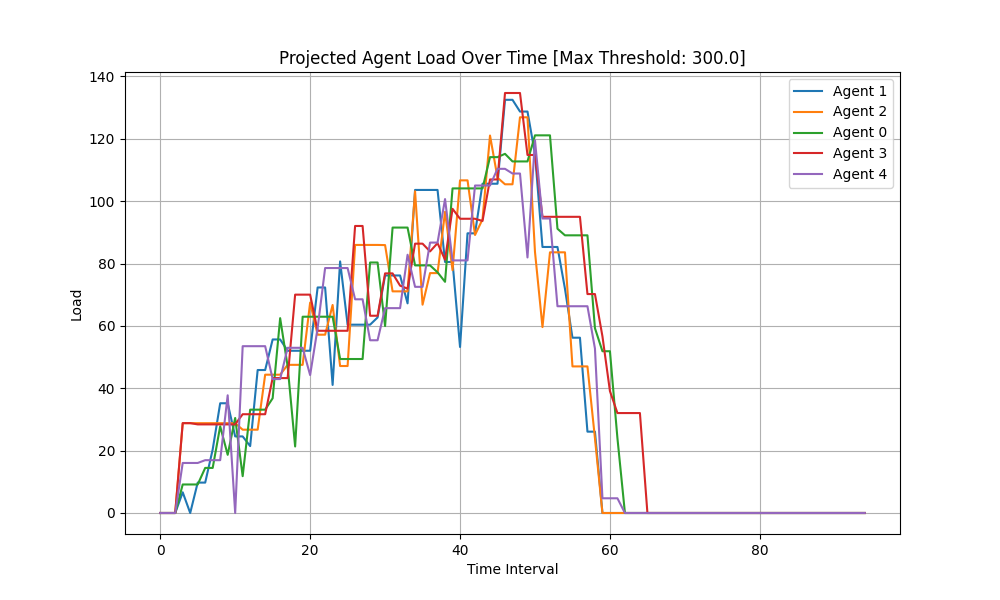 Projected Agent Load Over Time [Max Threshold: 300.0]
Load
140
120
100
80
60
40
20
0
Agent 1
Agent 2
Agent 0
Agent 3
Agent 4
0 20 40 60 80
Time Interval